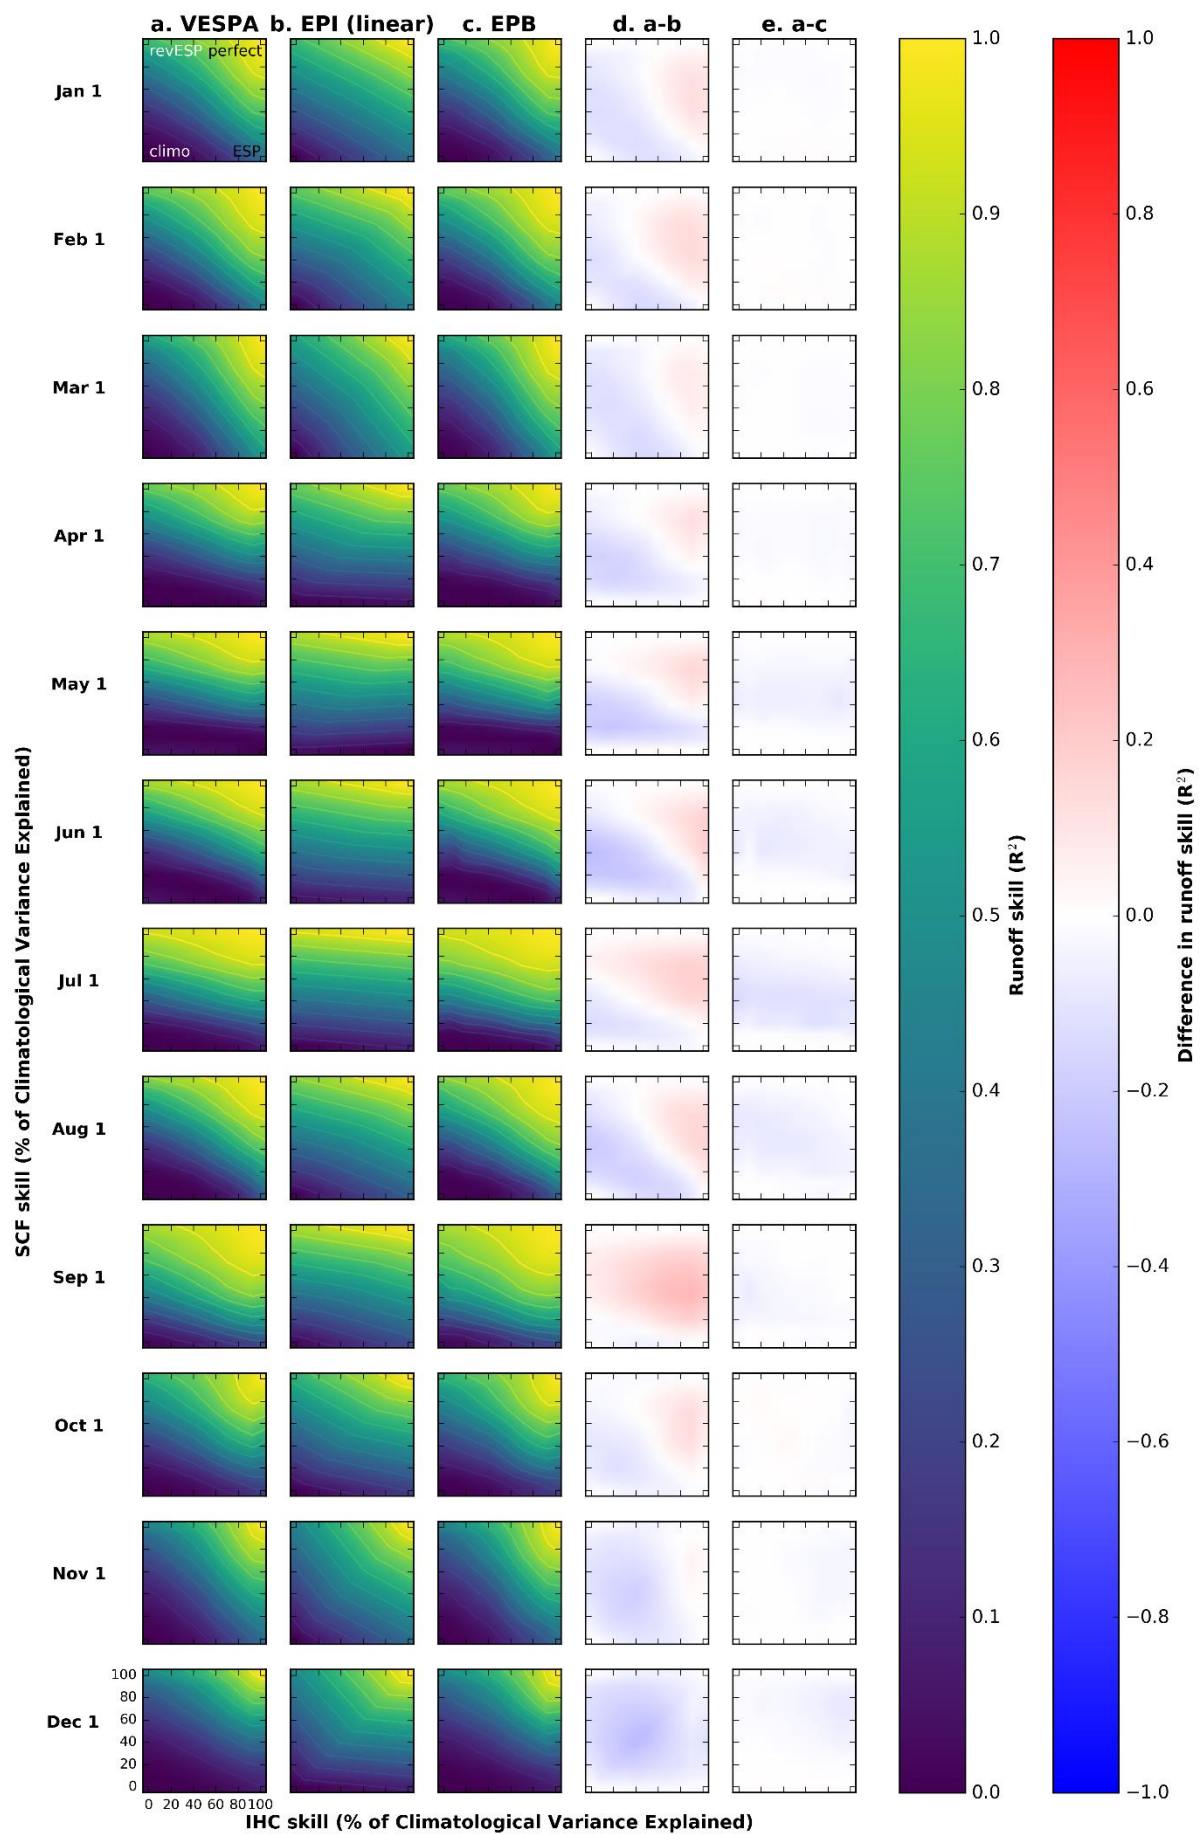 a. VESPA b. EPI (linear) c. EPB d. a-b e. a-c
revESP perfect
climo ESP
Jan 1
Feb 1
Mar 1
Apr 1
May 1
Jun 1
Jul 1
Aug 1
Sep 1
Oct 1
Nov 1
Dec 1
SCF skill (% of Climatological Variance Explained)
100
80
60
40
20
0
0 20 40 60 80 100
IHC skill (% of Climatological Variance Explained)
1.0
0.9
0.8
0.7
0.6
0.5
0.4
0.3
0.2
0.1
0.0
Runoff skill (R²)
1.0
0.8
0.6
0.4
0.2
0.0
−0.2
−0.4
−0.6
−0.8
−1.0
Difference in runoff skill (R²)